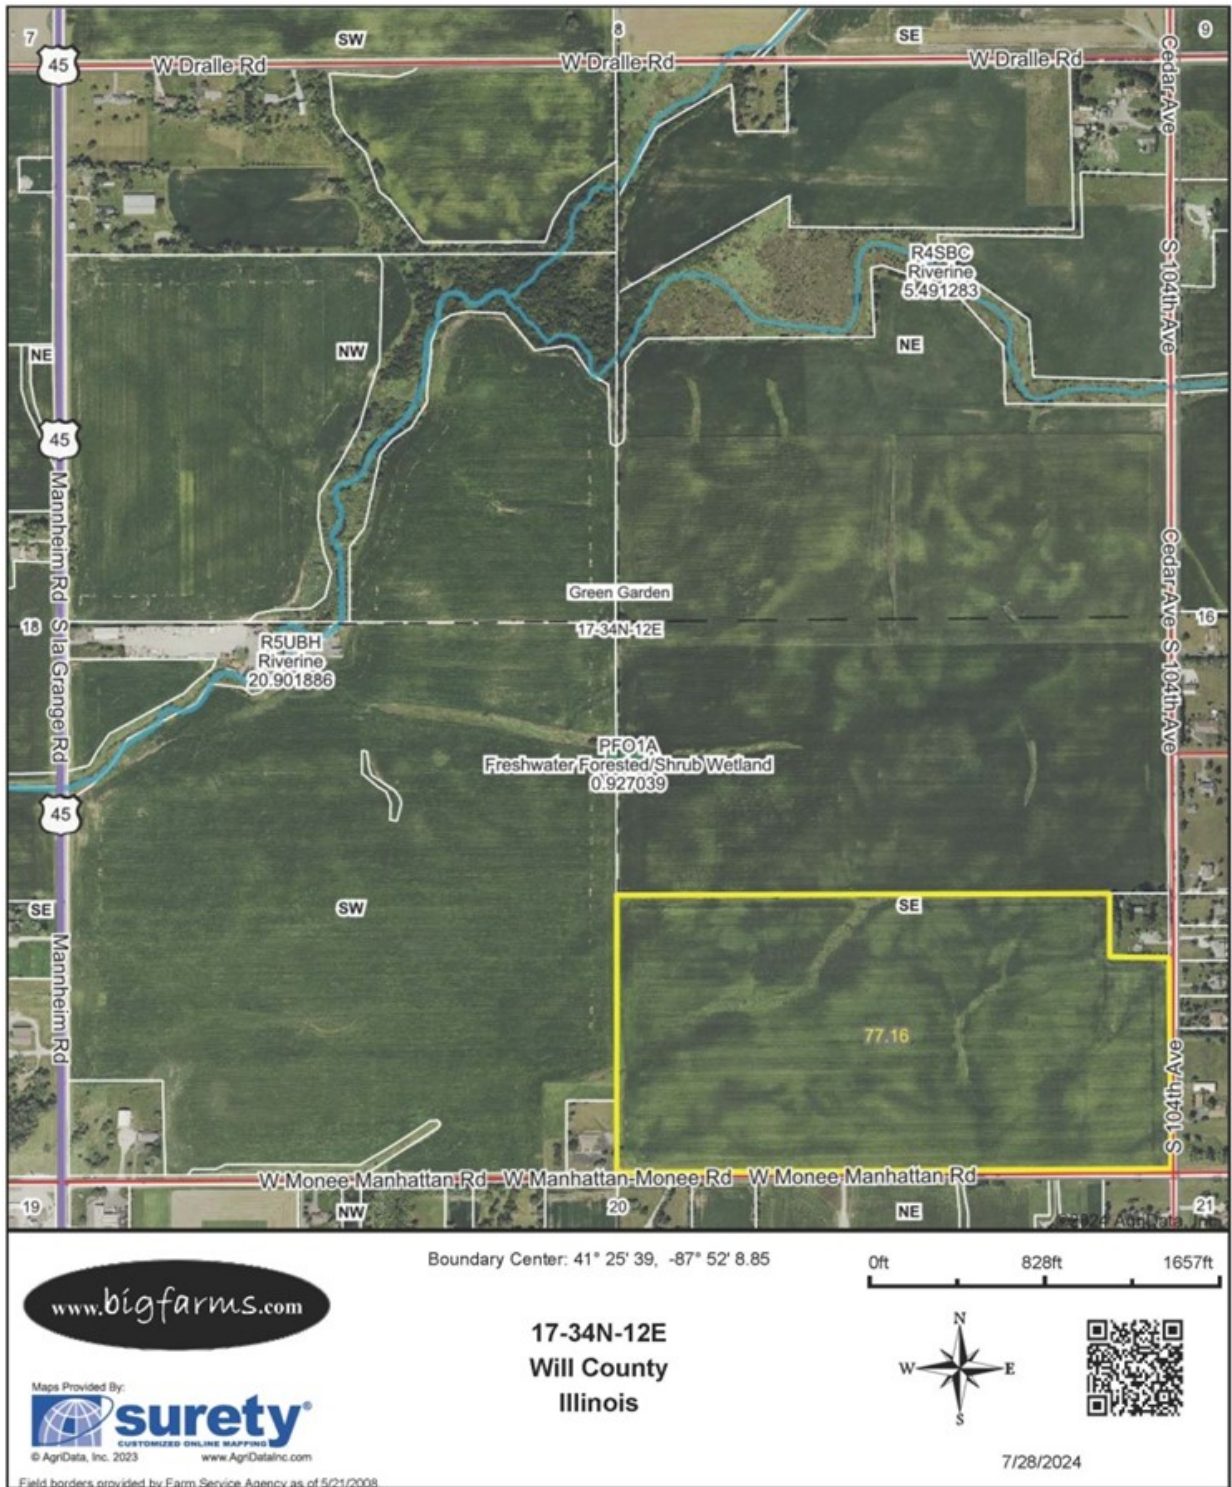 7
SW
8
SE
9
45
W Dralle Rd
W Dralle Rd
W Dralle Rd
Cedar Ave
R4SBC
Riverine
5.491283
S 104th Ave
NE
NW
NE
45
Mannheim Rd
Cedar Ave
Green Garden
17-34N-12E
18
16
S la Grange Rd
S 104th Ave
R5UBH
Riverine
20.901886
PFO1A
Freshwater Forested/Shrub Wetland
0.927039
45
SE
SW
SE
Mannheim Rd
77.16
S 104th Ave
W Monee Manhattan Rd
W Manhattan-Monee Rd
W Monee Manhattan Rd
19
NW
20
NE
21
©2024 AgriData, Inc.
www.bigfarms.com
Boundary Center: 41° 25' 39, -87° 52' 8.85
0ft 828ft 1657ft
17-34N-12E
Will County
Illinois
N
W E
S
Maps Provided By:
surety®
CUSTOMIZED ONLINE MAPPING
© AgriData, Inc. 2023 www.AgriDataInc.com
7/28/2024
Field borders provided by Farm Service Agency as of 5/21/2008.